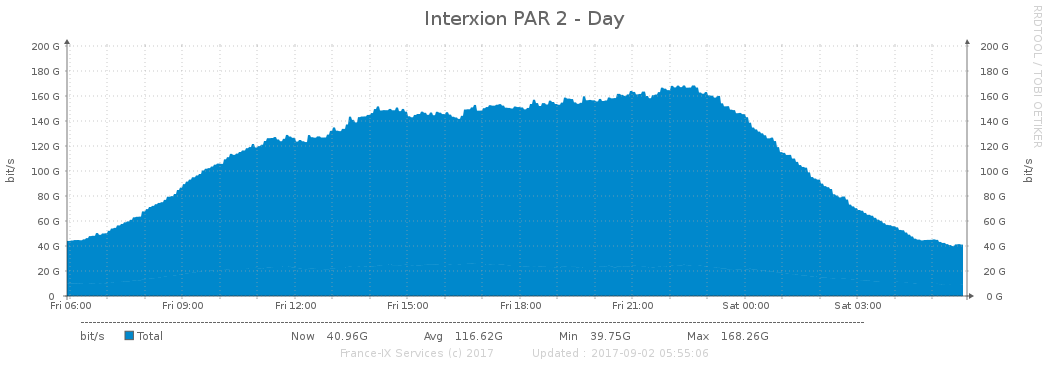 Interxion PAR 2 - Day
RRDTOOL / TOBI OETIKER
200 G 200 G
180 G 180 G
160 G 160 G
140 G 140 G
120 G 120 G
100 G 100 G
80 G 80 G
60 G 60 G
40 G 40 G
20 G 20 G
0 0 G
bit/s bit/s
Fri 06:00 Fri 09:00 Fri 12:00 Fri 15:00 Fri 18:00 Fri 21:00 Sat 00:00 Sat 03:00
bit/s Total Now 40.96G Avg 116.62G Min 39.75G Max 168.26G
France-IX Services (c) 2017 Updated : 2017-09-02 05:55:06